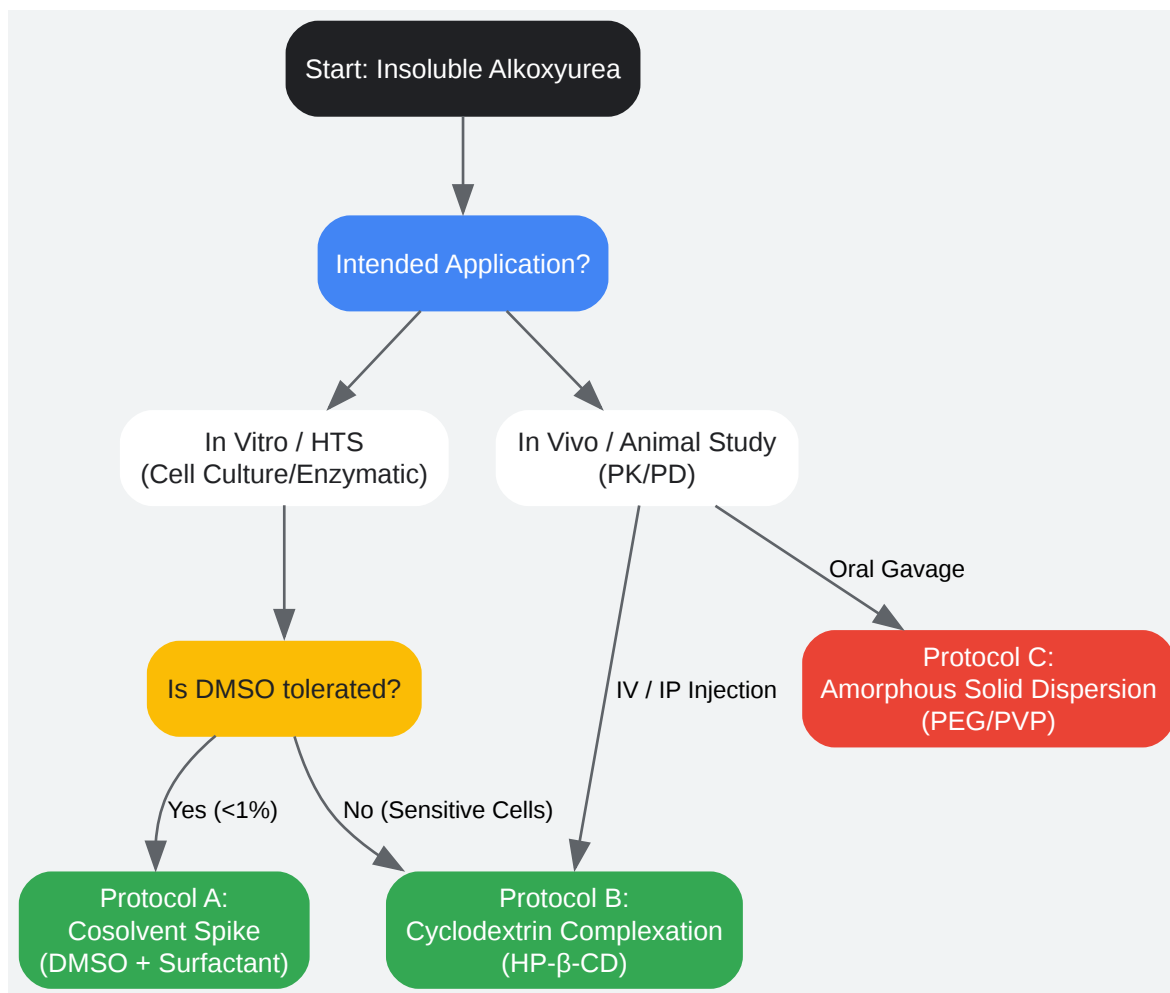 Start: Insoluble Alkoxyurea
Intended Application?
In Vitro / HTS
(Cell Culture/Enzymatic)
In Vivo / Animal Study
(PK/PD)
Oral Gavage
Is DMSO tolerated?
IV / IP Injection
Protocol C:
Amorphous Solid Dispersion
(PEG/PVP)
Yes (<1%)
No (Sensitive Cells)
Protocol A:
Cosolvent Spike
(DMSO + Surfactant)
Protocol B:
Cyclodextrin Complexation
(HP-β-CD)